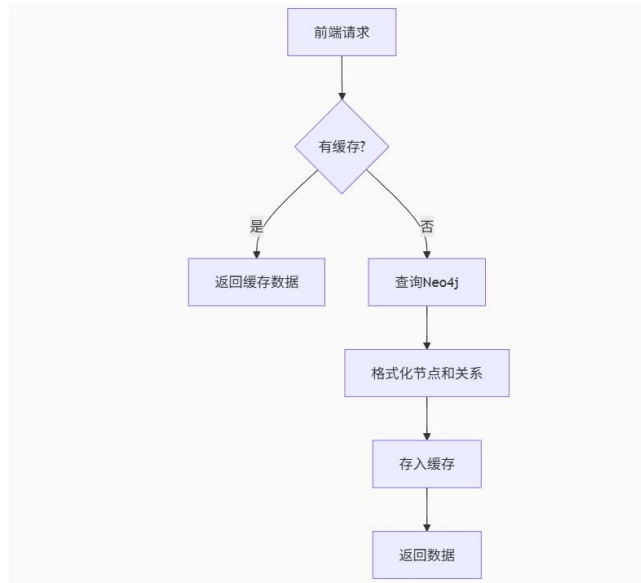 前端请求
有缓存?
是
否
返回缓存数据
查询Neo4j
格式化节点和关系
存入缓存
返回数据